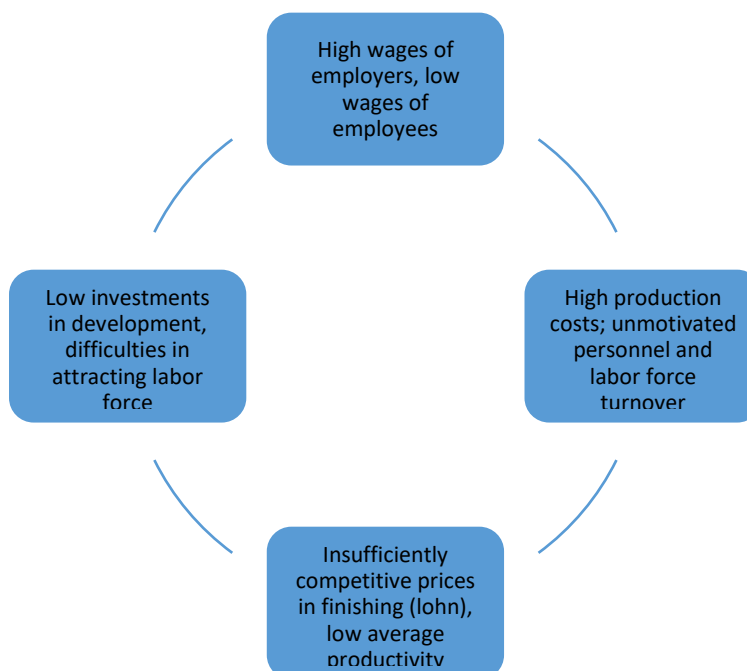 High wages of
employers, low
wages of
employees
Low investments
in development,
difficulties in
attracting labor
force
High production
costs; unmotivated
personnel and
labor force
turnover
Insufficiently
competitive prices
in finishing (lohn),
low average
productivity